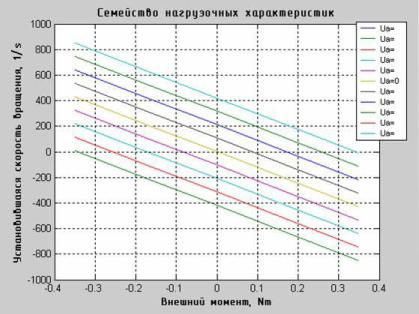 Семейство нагрузочных характеристик
Установившаяся скорость вращения, 1/s
1000
800
600
400
200
0
-200
-400
-600
-800
-1000
-0.4
-0.3
-0.2
-0.1
0
0.1
0.2
0.3
0.4
Внешний момент, Nm
Ua=
Ua=
Ua=
Ua=
Ua=
Ua=0
Ua=
Ua=
Ua=
Ua=